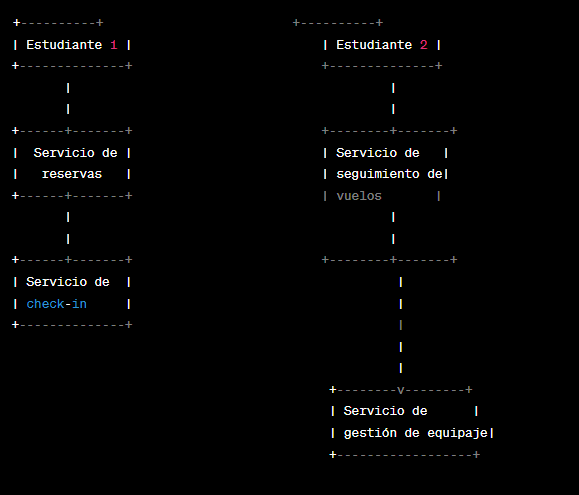 +----------+                         +----------+
| Estudiante 1 |                         | Estudiante 2 |
+--------------+                         +--------------+
       |                                          |
       |                                          |
+------+-------+                         +--------+-------+
|  Servicio de |                         | Servicio de   |
|   reservas   |                         | seguimiento de|
+------+-------+                         | vuelos       |
       |                                          |
       |                                          |
+------+-------+                         +--------+-------+
| Servicio de  |                                   |
| check-in     |                                   |
+--------------+                                   |
                                                   |
                                                   |
                                          +--------v--------+
                                          | Servicio de      |
                                          | gestión de equipaje|
                                          +------------------+